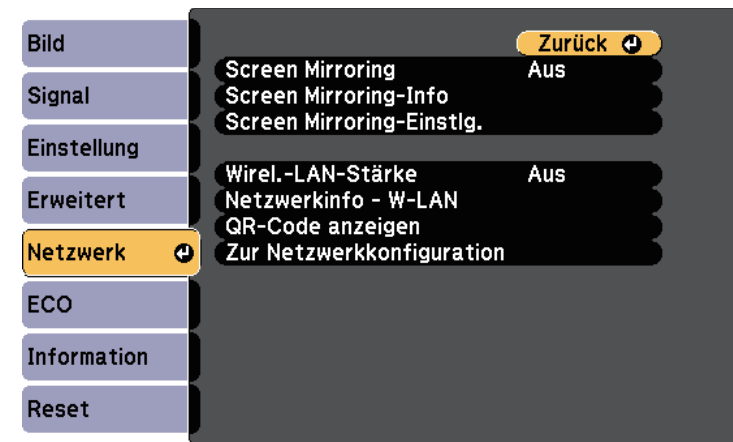 Bild
Signal
Einstellung
Erweitert
Netzwerk
ECO
Information
Reset
Zurück
Screen Mirroring Aus
Screen Mirroring-Info
Screen Mirroring-Einstlg.
Wirel.-LAN-Stärke Aus
Netzwerkinfo - W-LAN
QR-Code anzeigen
Zur Netzwerkkonfiguration